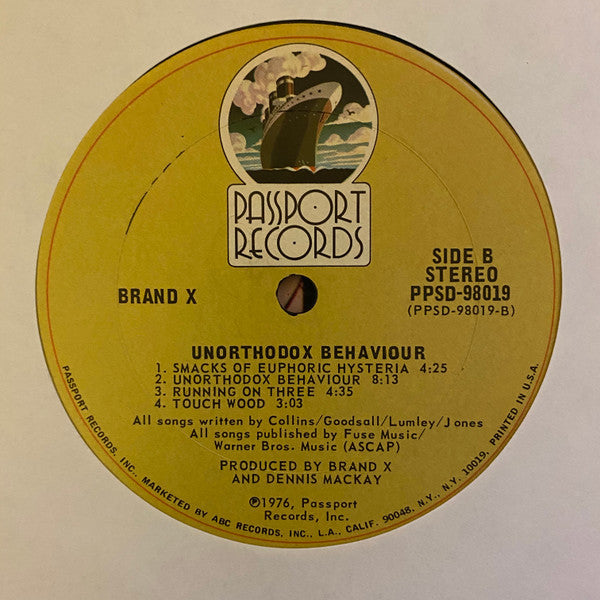 PASSPORT
RECORDS
BRAND X
SIDE B
STEREO
PPSD-98019
(PPSD-98019-B)
UNORTHODOX BEHAVIOUR
1. SMACKS OF EUPHORIC HYSTERIA 4:25
2. UNORTHODOX BEHAVIOUR 8:13
3. RUNNING ON THREE 4:35
4. TOUCH WOOD 3:03
All songs written by Collins/Goodsall/Lumley/Jones
All songs published by Fuse Music/
Warner Bros. Music (ASCAP)
PRODUCED BY BRAND X
AND DENNIS MACKAY
℗1976, Passport
Records, Inc.
PASSPORT RECORDS, INC., MARKETED BY ABC RECORDS, INC., L.A., CALIF. 90048, N.Y., N.Y. 10019. PRINTED IN U.S.A.